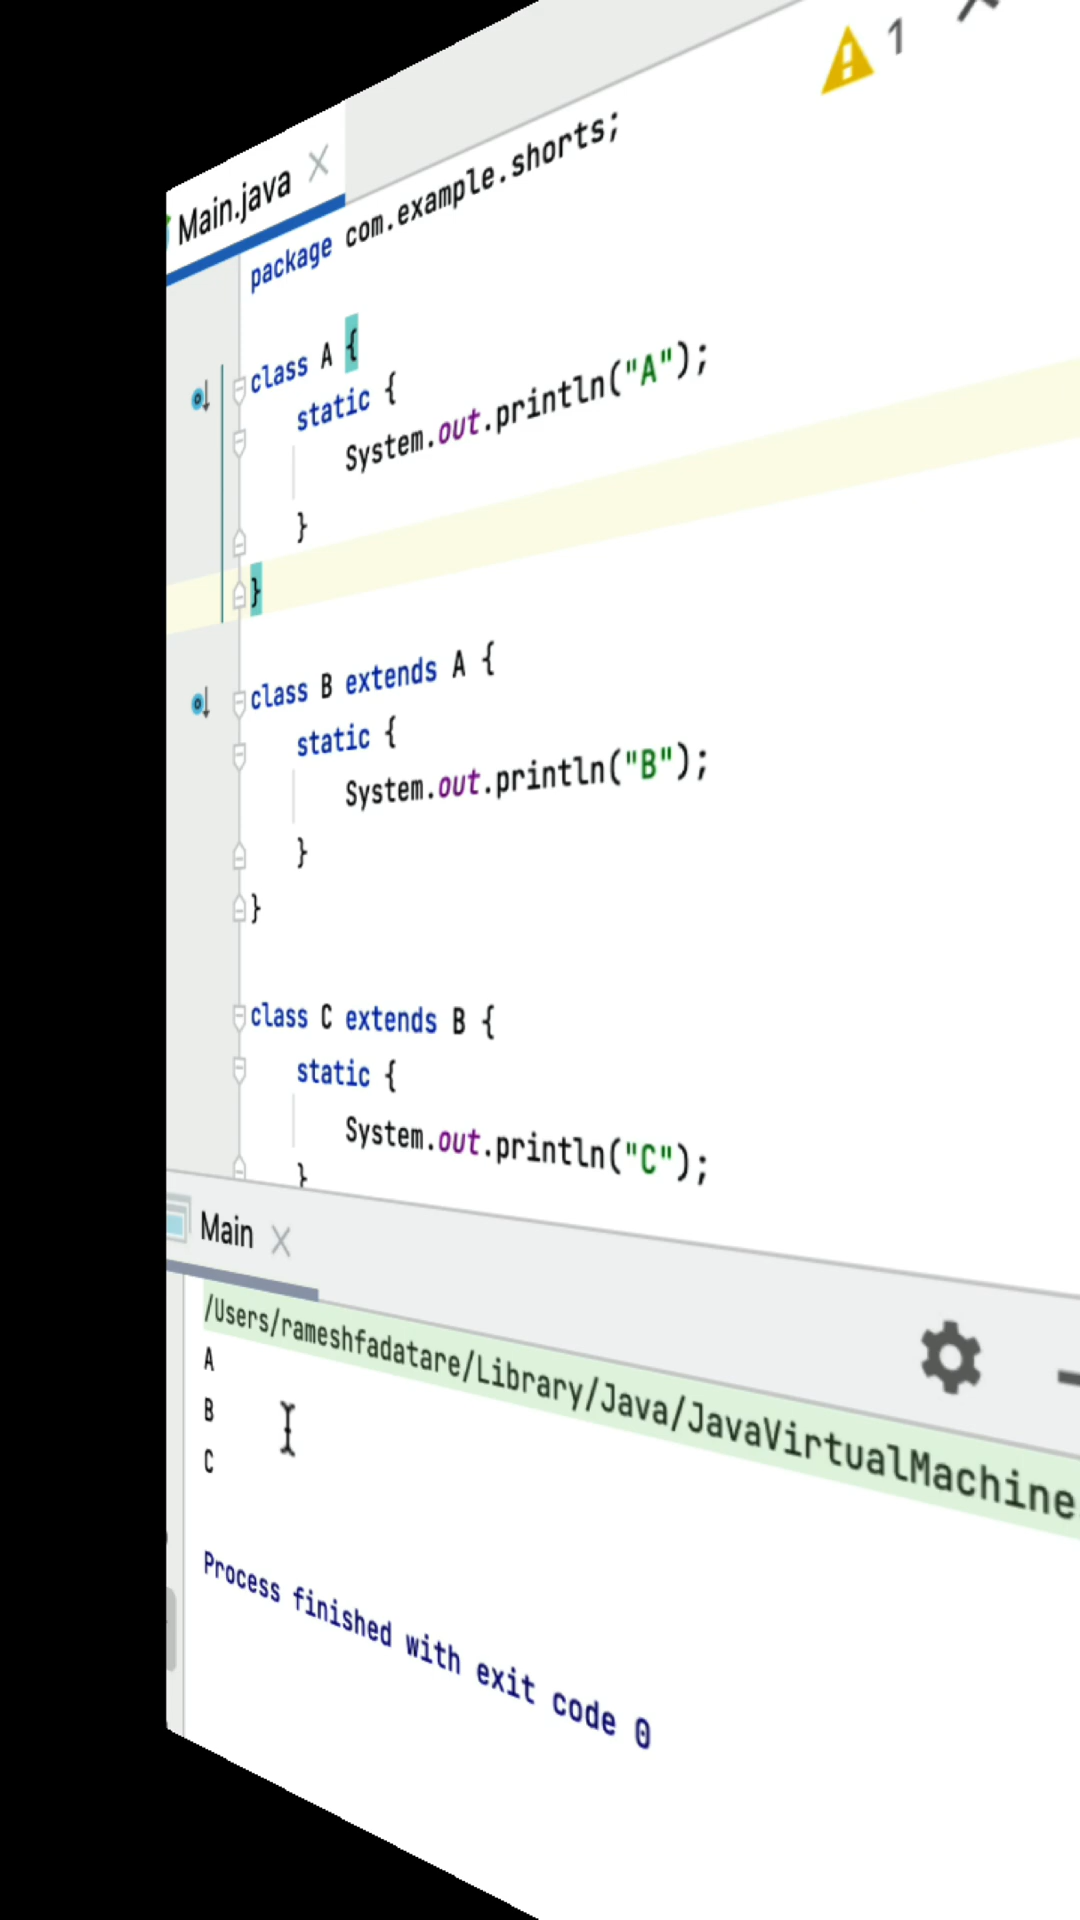 1
Main.java
package com.example.shorts;
class A {
static {
System.out.println("A");
}
}
class B extends A {
static {
System.out.println("B");
}
}
class C extends B {
static {
System.out.println("C");
}
Main
/Users/rameshfadatare/Library/Java/JavaVirtualMachine
A
B
C
Process finished with exit code 0